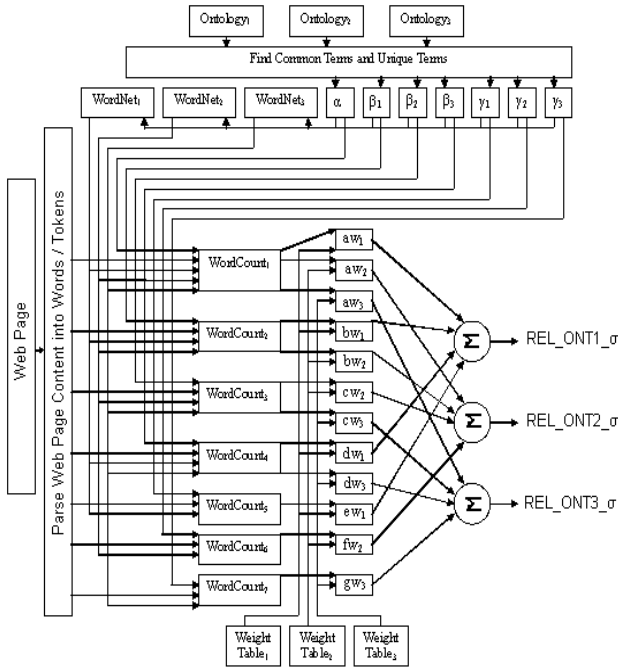 Ontology₁ Ontology₂ Ontology₃
Find Common Terms and Unique Terms
WordNet₁ WordNet₂ WordNet₃ α β₁ β₂ β₃ γ₁ γ₂ γ₃
Web Page
Parse Web Page Content into Words / Tokens
WordCount₁
WordCount₂
WordCount₃
WordCount₄
WordCount₅
WordCount₆
WordCount₇
aw₁
aw₂
aw₃
bw₁
bw₂
cw₂
cw₃
dw₁
dw₃
ew₁
fw₂
gw₃
Σ REL_ONT1_σ
Σ REL_ONT2_σ
Σ REL_ONT3_σ
Weight Table₁
Weight Table₂
Weight Table₃